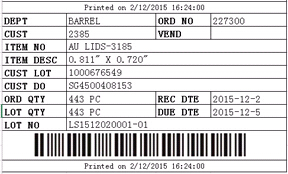 Printed on 2/12/2015 16:24:00
DEPT BARREL ORD NO 227300
CUST 2385 VEND
ITEM NO AU LIDS-3185
ITEM DESC 0.811" X 0.720"
CUST LOT 1000676549
CUST DO SG4500408153
ORD QTY 443 PC REC DTE 2015-12-2
LOT QTY 443 PC DUE DTE 2015-12-5
LOT NO LS1512020001-01
Printed on 2/12/2015 16:24:00